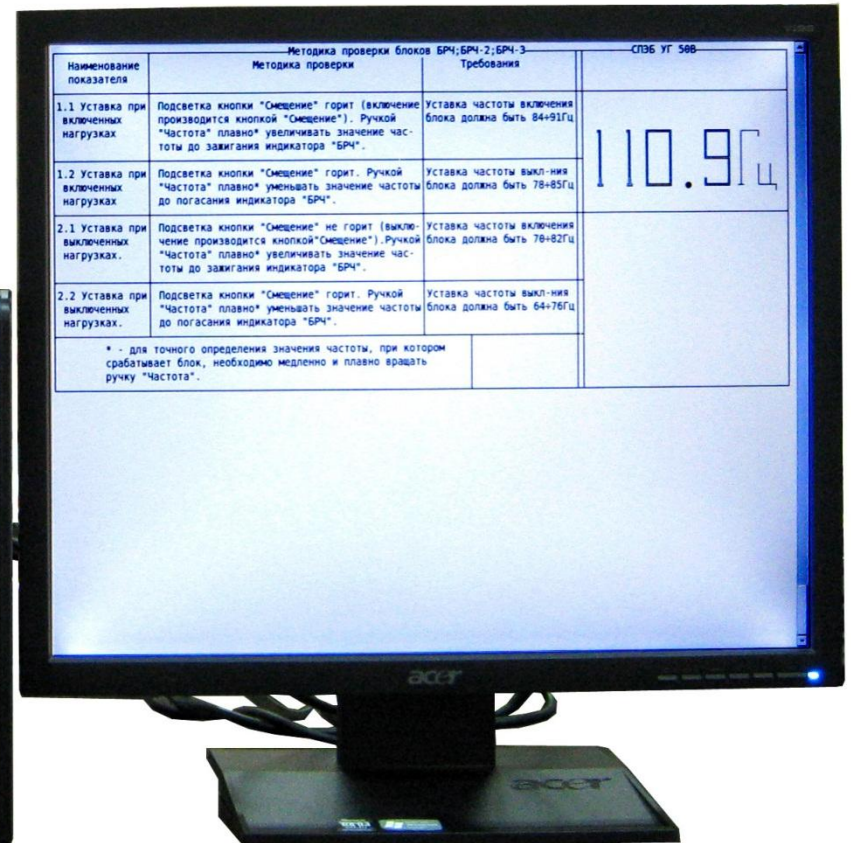 Методика проверки блоков БРЧ;БРЧ-2;БРЧ-3
СПЭБ УГ 50В
Наименование показателя
Методика проверки
Требования
1.1 Уставка при
включенных
нагрузках
Подсветка кнопки "Смещение" горит (включение
производится кнопкой "Смещение"). Ручкой
"Частота" плавно* увеличивать значение час-
тоты до зажигания индикатора "БРЧ".
Уставка частоты включения
блока должна быть 84÷91Гц
110.9Гц
1.2 Уставка при
включенных
нагрузках
Подсветка кнопки "Смещение" горит. Ручкой
"Частота" плавно* уменьшать значение частоты
до погасания индикатора "БРЧ".
Уставка частоты выкл-ния
блока должна быть 78÷85Гц
2.1 Уставка при
выключенных
нагрузках.
Подсветка кнопки "Смещение" не горит (выклю-
чение производится кнопкой"Смещение").Ручкой
"Частота" плавно* увеличивать значение час-
тоты до зажигания индикатора "БРЧ".
Уставка частоты включения
блока должна быть 70÷82Гц
2.2 Уставка при
выключенных
нагрузках.
Подсветка кнопки "Смещение" горит. Ручкой
"Частота" плавно* уменьшать значение частоты
до погасания индикатора "БРЧ".
Уставка частоты выкл-ния
блока должна быть 64÷76Гц
* - для точного определения значения частоты, при котором
срабатывает блок, необходимо медленно и плавно вращать
ручку "Частота".
acer
acer